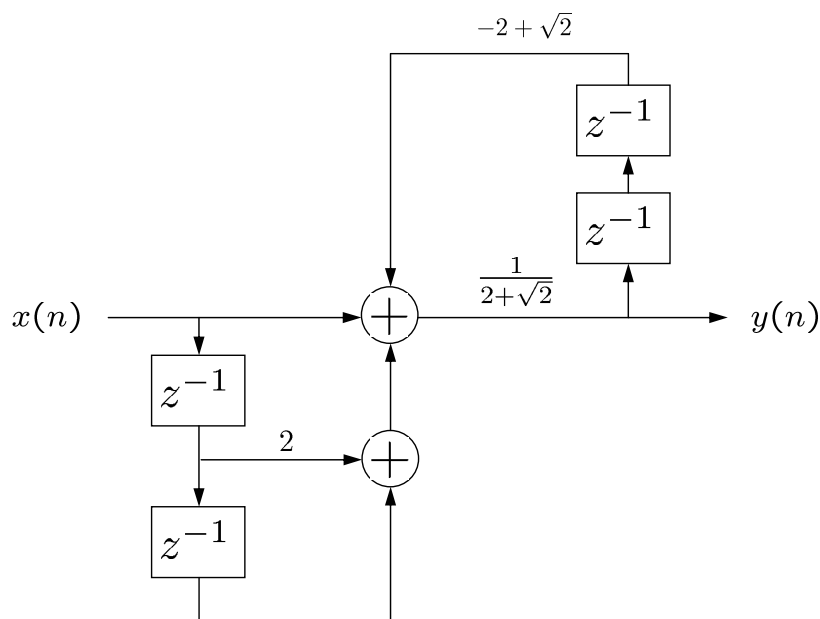 −2 + √2
z⁻¹
z⁻¹
1/(2+√2)
x(n)
y(n)
z⁻¹
2
z⁻¹